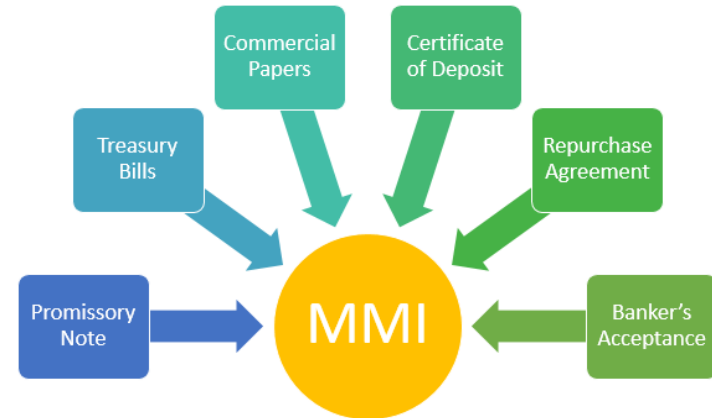 Commercial
Papers
Certificate
of Deposit
Treasury
Bills
Repurchase
Agreement
Promissory
Note
MMI
Banker’s
Acceptance